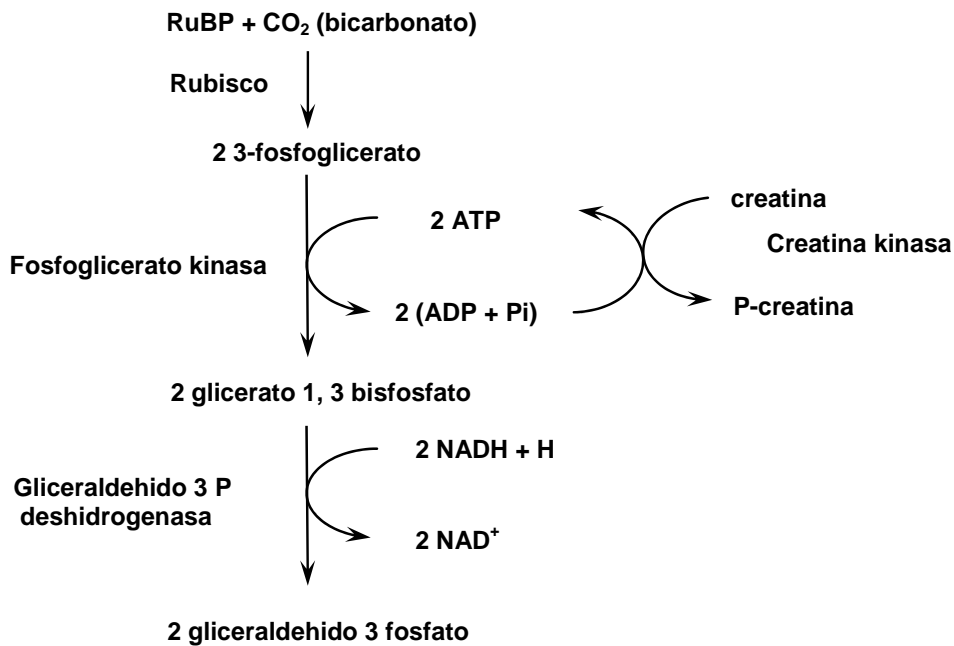 RuBP + CO₂ (bicarbonato)
Rubisco
2 3-fosfoglicerato
2 ATP
creatina
Creatina kinasa
Fosfoglicerato kinasa
2 (ADP + Pi)
P-creatina
2 glicerato 1, 3 bisfosfato
2 NADH + H
Gliceraldehido 3 P
deshidrogenasa
2 NAD⁺
2 gliceraldehido 3 fosfato